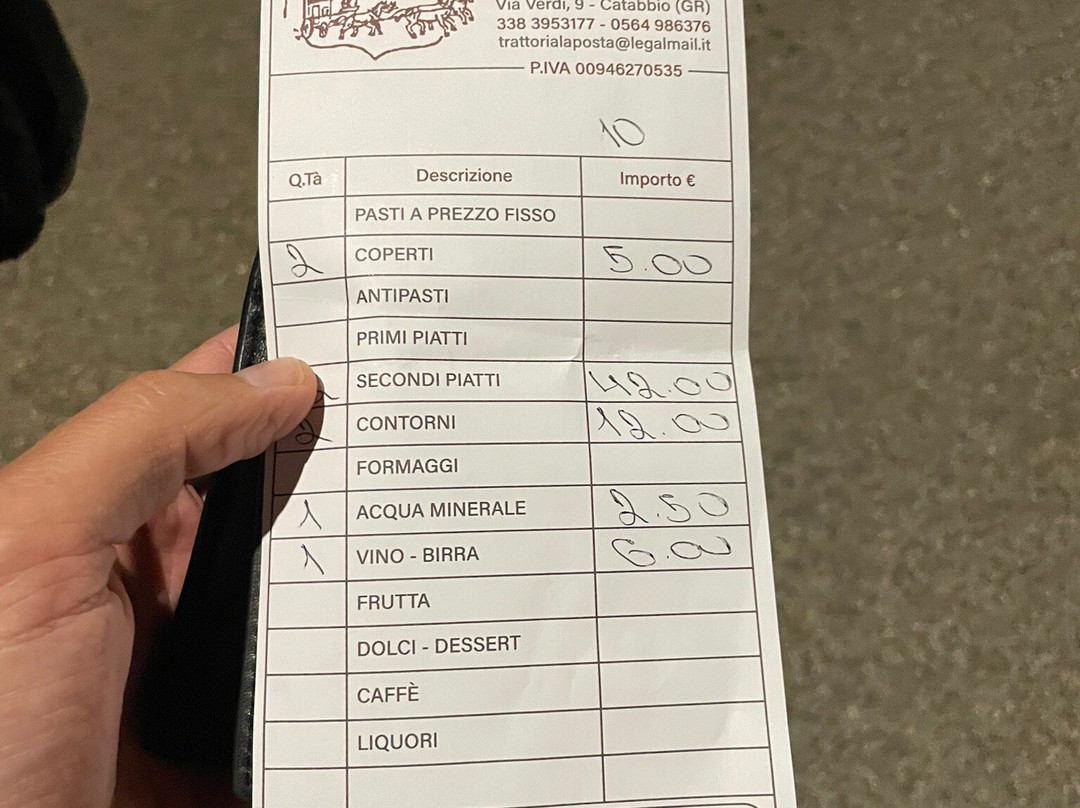 Via Verdi, 9 - Catabbio (GR)
338 3953177 - 0564 986376
trattorialaposta@legalmail.it
P.IVA 00946270535
10
Q.Tà Descrizione Importo €
PASTI A PREZZO FISSO
2 COPERTI 5.00
ANTIPASTI
PRIMI PIATTI
2 SECONDI PIATTI 42.00
2 CONTORNI 12.00
FORMAGGI
1 ACQUA MINERALE 2.50
1 VINO - BIRRA 6.00
FRUTTA
DOLCI - DESSERT
CAFFÈ
LIQUORI